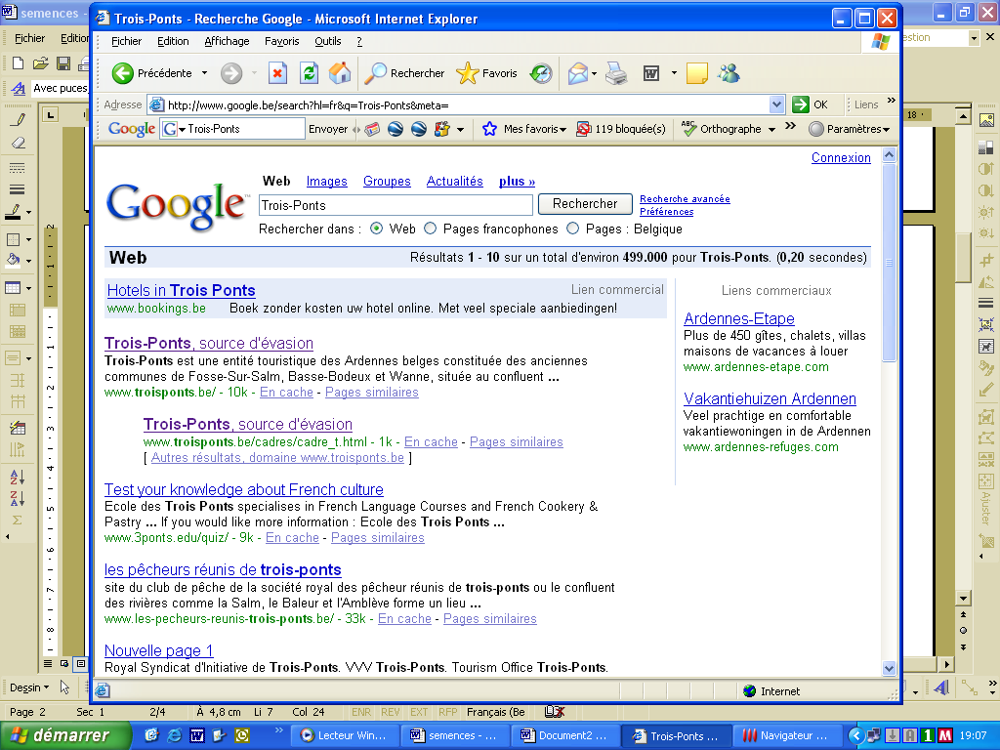 semences -
Trois-Ponts - Recherche Google - Microsoft Internet Explorer
Fichier Edition
Fichier Edition Affichage Favoris Outils ?
Précédente Rechercher Favoris
Avec puces
Adresse http://www.google.be/search?hl=fr&q=Trois-Ponts&meta= OK Liens »
Google G Trois-Ponts Envoyer Mes favoris 119 bloquée(s) ABC Orthographe » Paramètres
18
Connexion
Web Images Groupes Actualités plus »
Google™ Trois-Ponts Rechercher Recherche avancée
Préférences
Rechercher dans : Web Pages francophones Pages : Belgique
Web Résultats 1 - 10 sur un total d'environ 499.000 pour Trois-Ponts. (0,20 secondes)
Hotels in Trois Ponts Lien commercial
www.bookings.be Boek zonder kosten uw hotel online. Met veel speciale aanbiedingen!
Liens commerciaux
Ardennes-Etape
Plus de 450 gîtes, chalets, villas
maisons de vacances à louer
www.ardennes-etape.com
Vakantiehuizen Ardennen
Veel prachtige en comfortable
vakantiewoningen in de Ardennen
www.ardennes-refuges.com
Trois-Ponts, source d'évasion
Trois-Ponts est une entité touristique des Ardennes belges constituée des anciennes
communes de Fosse-Sur-Salm, Basse-Bodeux et Wanne, située au confluent ...
www.troisponts.be/ - 10k - En cache - Pages similaires
Trois-Ponts, source d'évasion
www.troisponts.be/cadres/cadre_t.html - 1k - En cache - Pages similaires
[ Autres résultats, domaine www.troisponts.be ]
Test your knowledge about French culture
Ecole des Trois Ponts specialises in French Language Courses and French Cookery &
Pastry ... If you would like more information : Ecole des Trois Ponts ...
www.3ponts.edu/quiz/ - 9k - En cache - Pages similaires
les pêcheurs réunis de trois-ponts
site du club de pêche de la société royal des pêcheur réunis de trois-ponts ou le confluent
des rivières comme la Salm, le Baleur et l'Amblève forme un lieu ...
www.les-pecheurs-reunis-trois-ponts.be/ - 33k - En cache - Pages similaires
Nouvelle page 1
Royal Syndicat d'Initiative de Trois-Ponts. VVV Trois-Ponts. Tourism Office Trois-Ponts.
Ajuster
Internet
Dessin
Page 2 Sec 1 2/4 À 4,8 cm Li 7 Col 24 ENR REV EXT RFP Français (Be
démarrer » Lecteur Win... semences - ... Document2 ... Trois-Ponts ... Navigateur ... 19:07